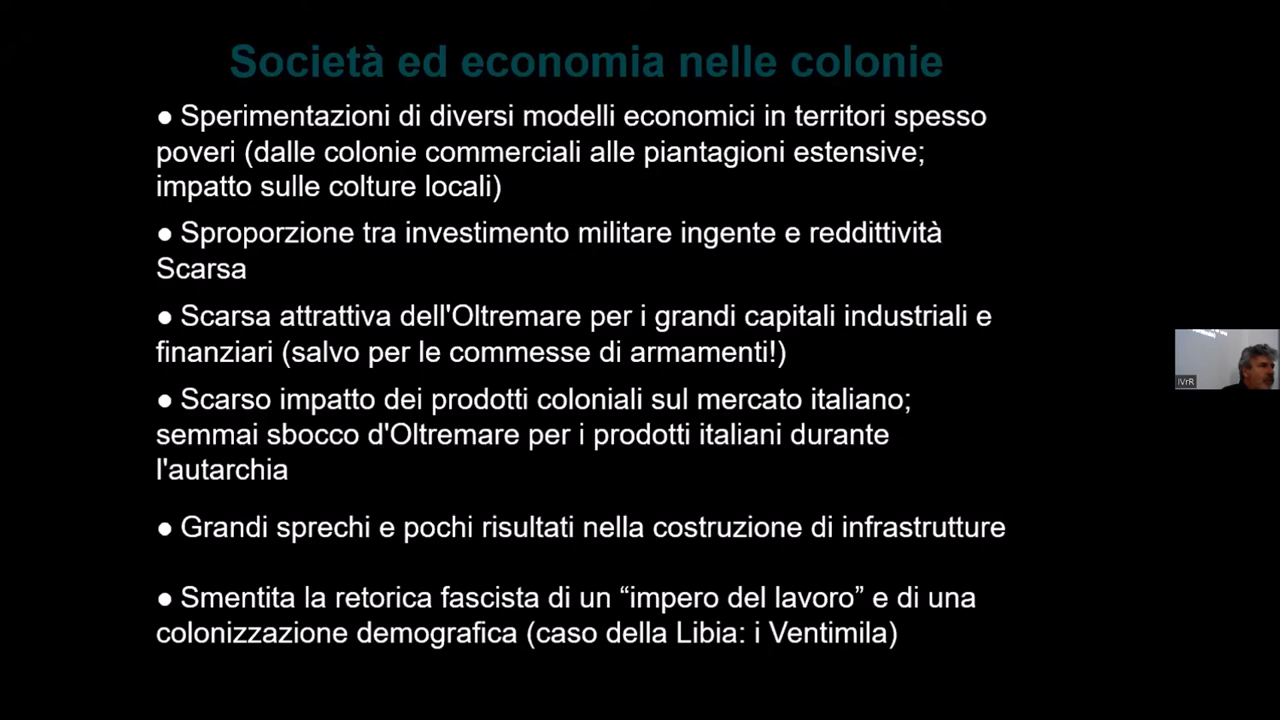 Società ed economia nelle colonie
● Sperimentazioni di diversi modelli economici in territori spesso
poveri (dalle colonie commerciali alle piantagioni estensive;
impatto sulle colture locali)
● Sproporzione tra investimento militare ingente e reddittività
Scarsa
● Scarsa attrattiva dell'Oltremare per i grandi capitali industriali e
finanziari (salvo per le commesse di armamenti!)
● Scarso impatto dei prodotti coloniali sul mercato italiano;
semmai sbocco d'Oltremare per i prodotti italiani durante
l'autarchia
● Grandi sprechi e pochi risultati nella costruzione di infrastrutture
● Smentita la retorica fascista di un “impero del lavoro” e di una
colonizzazione demografica (caso della Libia: i Ventimila)
IVrR